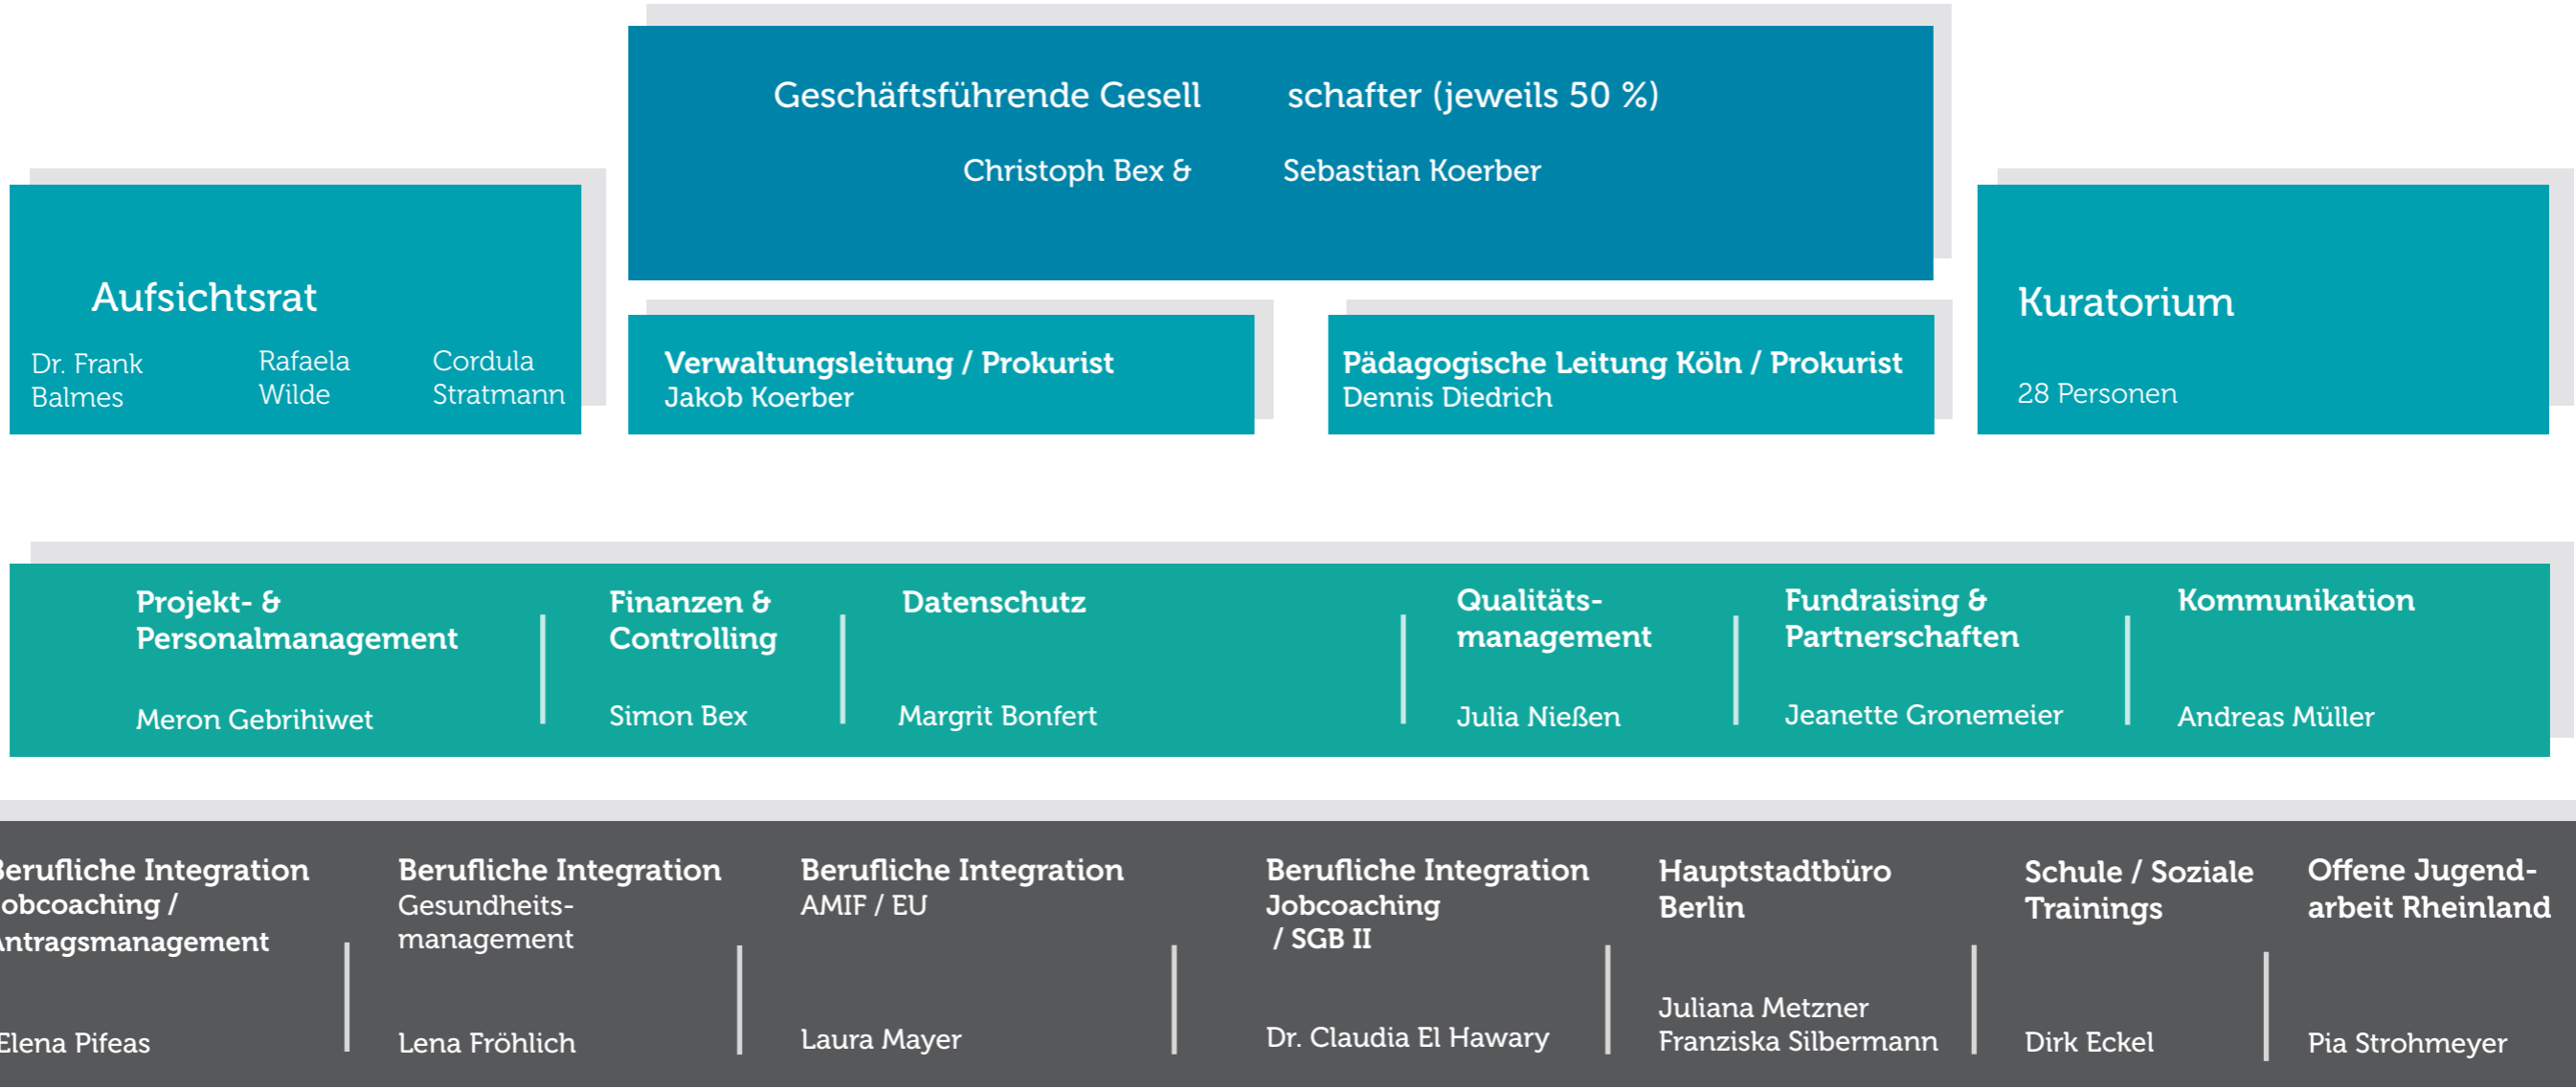 Geschäftsführende Gesell schafter (jeweils 50 %)
Christoph Bex & Sebastian Koerber
Aufsichtsrat
Dr. Frank
Balmes
Rafaela
Wilde
Cordula
Stratmann
Verwaltungsleitung / Prokurist
Jakob Koerber
Pädagogische Leitung Köln / Prokurist
Dennis Diedrich
Kuratorium
28 Personen
Projekt- &
Personalmanagement
Meron Gebrihiwet
Finanzen &
Controlling
Simon Bex
Datenschutz
Margrit Bonfert
Qualitäts-
management
Julia Nießen
Fundraising &
Partnerschaften
Jeanette Gronemeier
Kommunikation
Andreas Müller
Berufliche Integration
obcoaching /
Antragsmanagement
Elena Pifeas
Berufliche Integration
Gesundheits-
management
Lena Fröhlich
Berufliche Integration
AMIF / EU
Laura Mayer
Berufliche Integration
Jobcoaching
/ SGB II
Dr. Claudia El Hawary
Hauptstadtbüro
Berlin
Juliana Metzner
Franziska Silbermann
Schule / Soziale
Trainings
Dirk Eckel
Offene Jugend-
arbeit Rheinland
Pia Strohmeyer